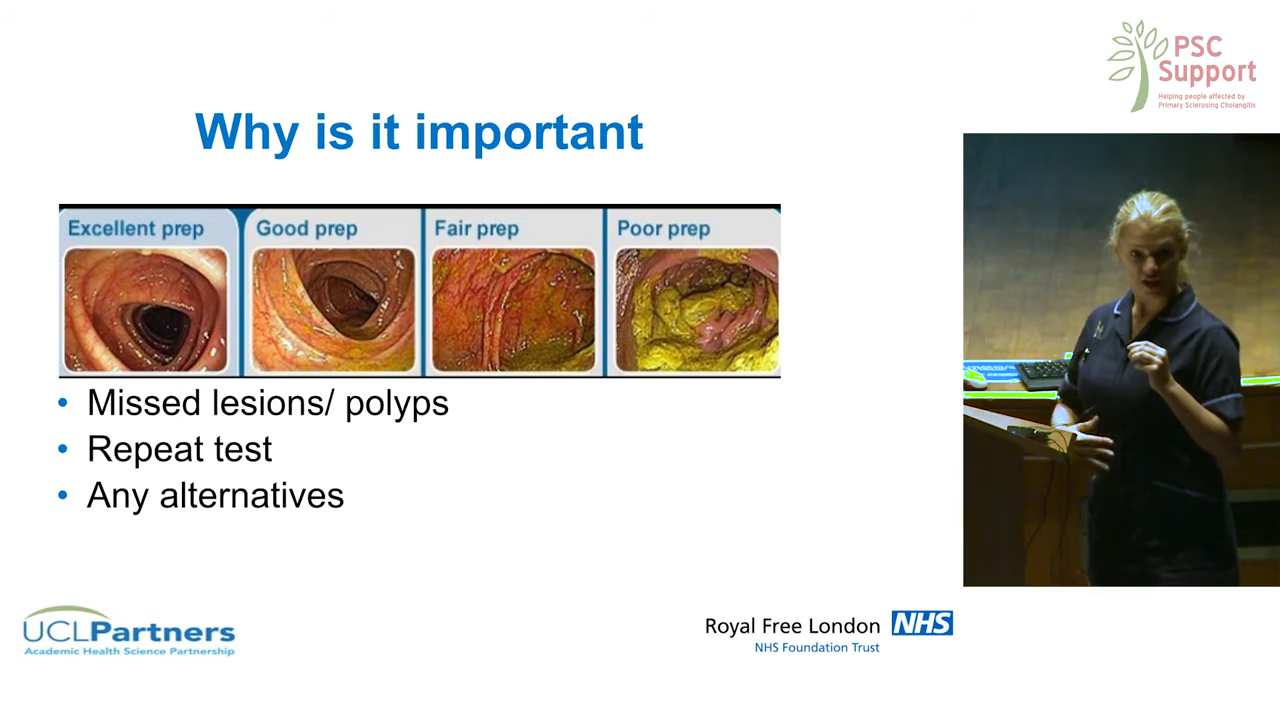 PSC
Support
Helping people affected by
Primary Sclerosing Cholangitis
Why is it important
Excellent prep
Good prep
Fair prep
Poor prep
• Missed lesions/ polyps
• Repeat test
• Any alternatives
UCLPartners
Academic Health Science Partnership
Royal Free London NHS
NHS Foundation Trust